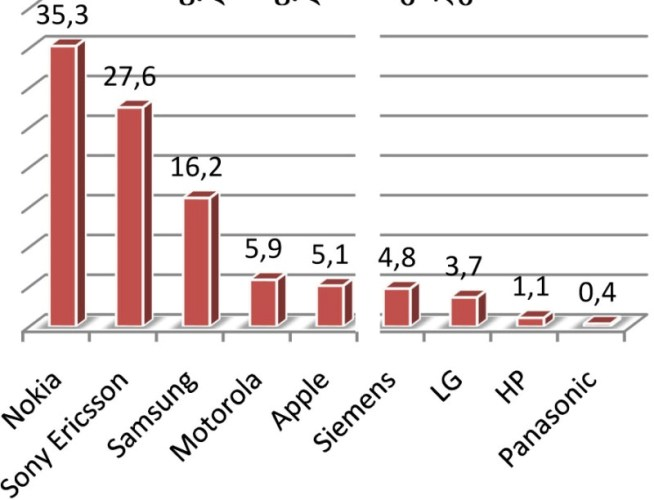 35,3
27,6
16,2
5,9
5,1
4,8
3,7
1,1
0,4
Nokia
Sony Ericsson
Samsung
Motorola
Apple
Siemens
LG
HP
Panasonic